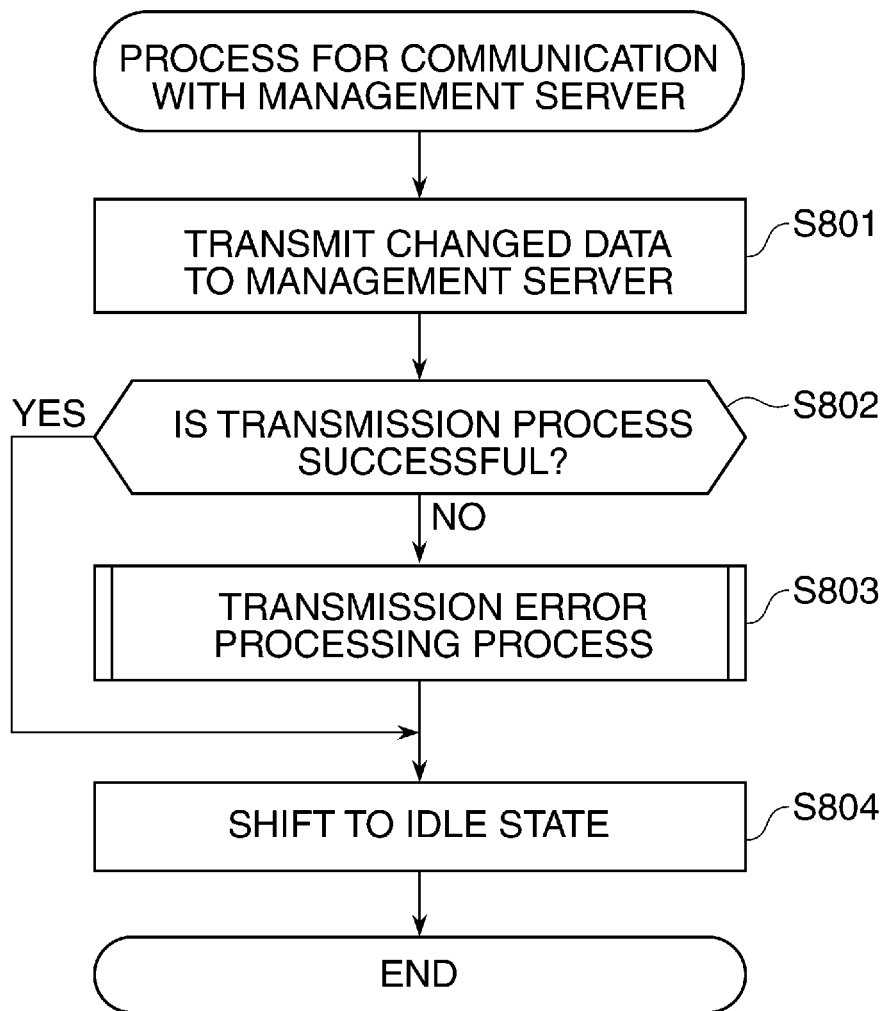 PROCESS FOR COMMUNICATION
WITH MANAGEMENT SERVER
TRANSMIT CHANGED DATA
TO MANAGEMENT SERVER
S801
YES
IS TRANSMISSION PROCESS
SUCCESSFUL?
S802
NO
TRANSMISSION ERROR
PROCESSING PROCESS
S803
SHIFT TO IDLE STATE
S804
END